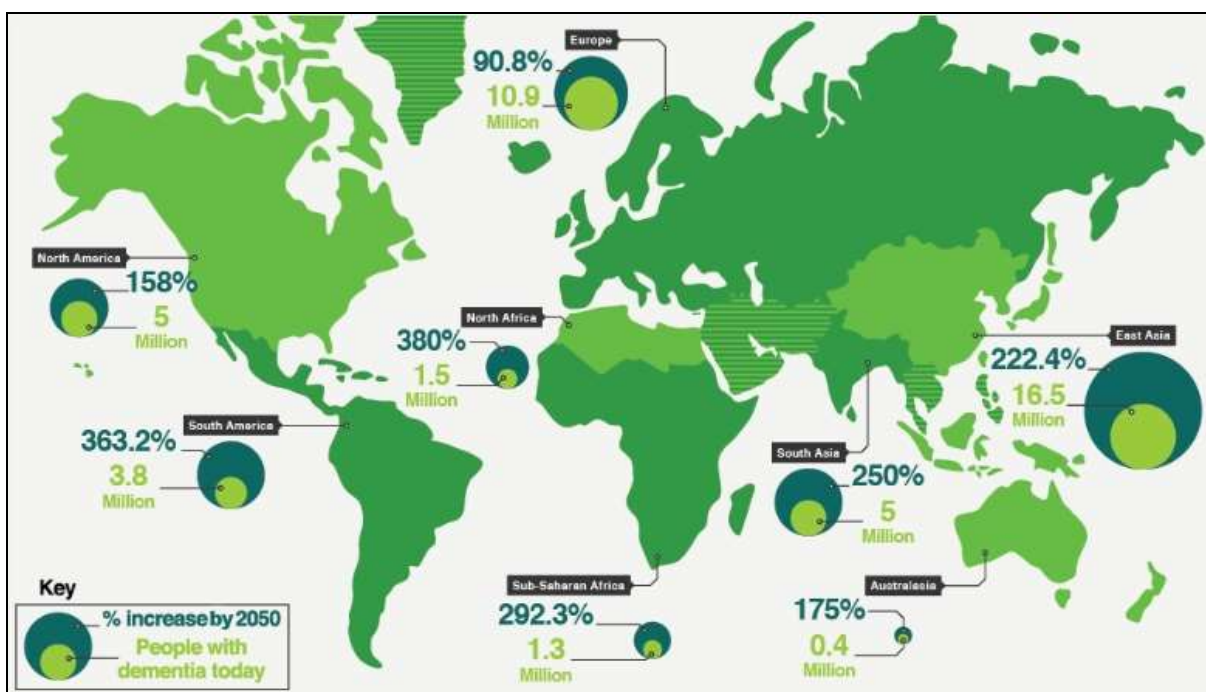 Europe
90.8%
10.9
Million
North America
158%
5
Million
North Africa
380%
1.5
Million
East Asia
222.4%
16.5
Million
South America
363.2%
3.8
Million
South Asia
250%
5
Million
Sub-Saharan Africa
292.3%
1.3
Million
Australasia
175%
0.4
Million
Key
% increase by 2050
People with
dementia today